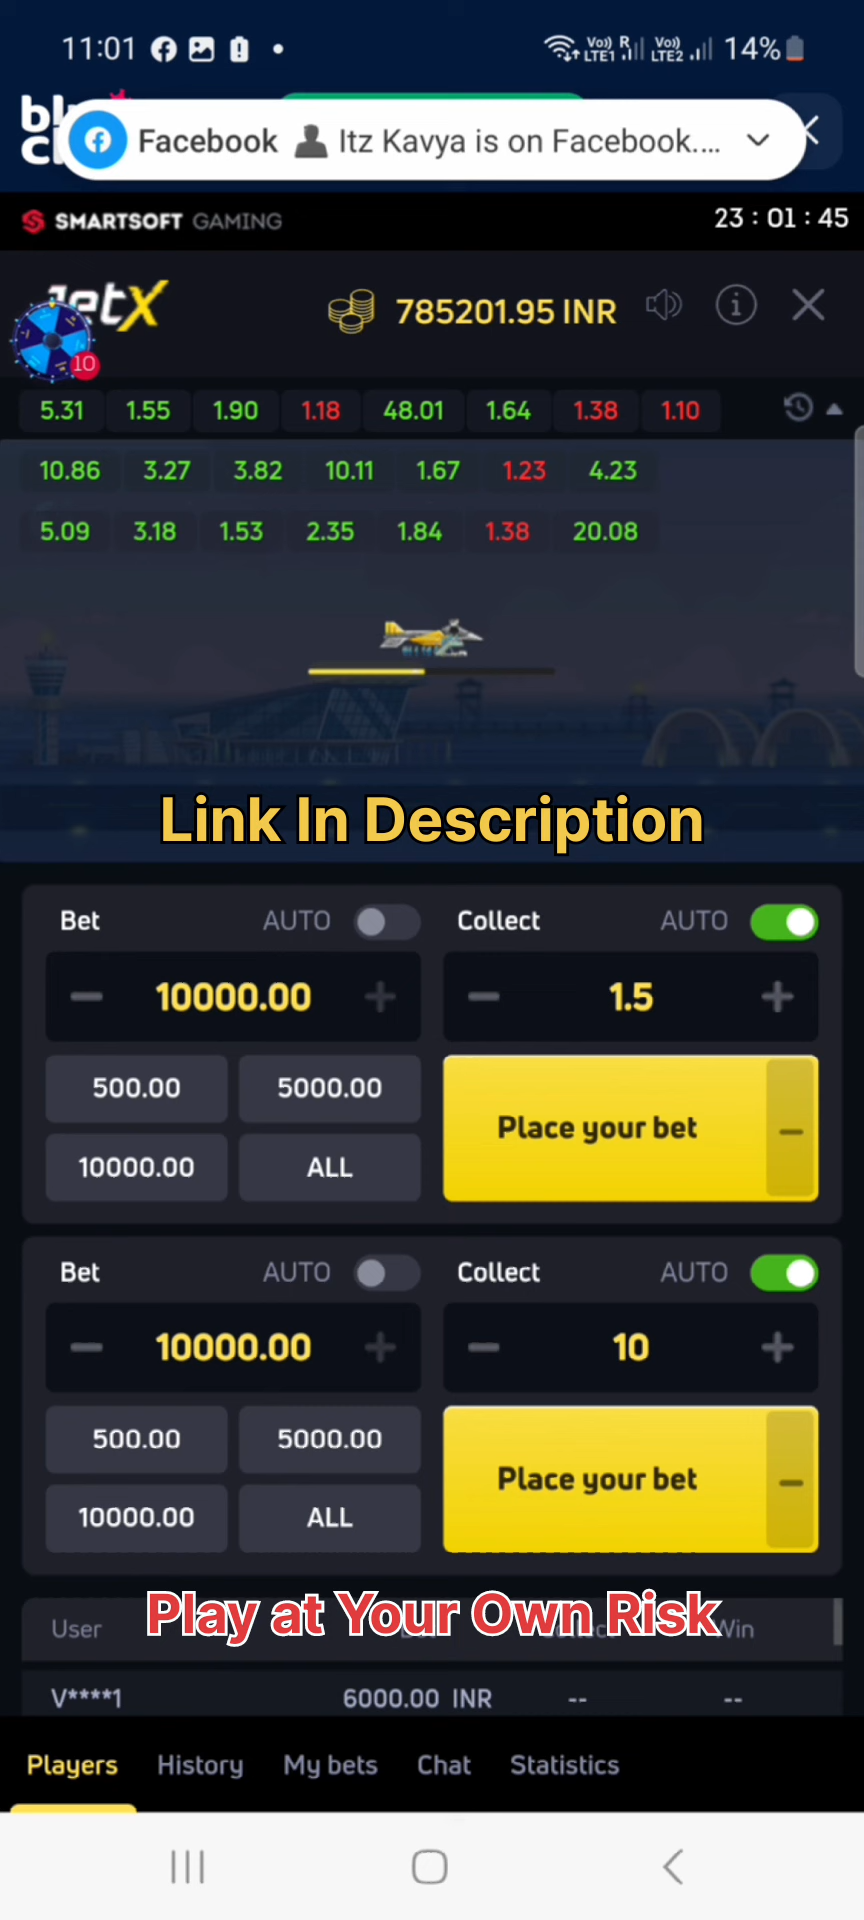 11:01
Vo) R Vo)
LTE1 LTE2 14%
Facebook Itz Kavya is on Facebook....
SMARTSOFT GAMING 23 : 01 : 45
JetX 785201.95 INR
10
5.31 1.55 1.90 1.18 48.01 1.64 1.38 1.10
10.86 3.27 3.82 10.11 1.67 1.23 4.23
5.09 3.18 1.53 2.35 1.84 1.38 20.08
Link In Description
Bet AUTO Collect AUTO
10000.00 1.5
500.00 5000.00
Place your bet
10000.00 ALL
Bet AUTO Collect AUTO
10000.00 10
500.00 5000.00
Place your bet
10000.00 ALL
Play at Your Own Risk
User Win
V****1 6000.00 INR -- --
Players History My bets Chat Statistics